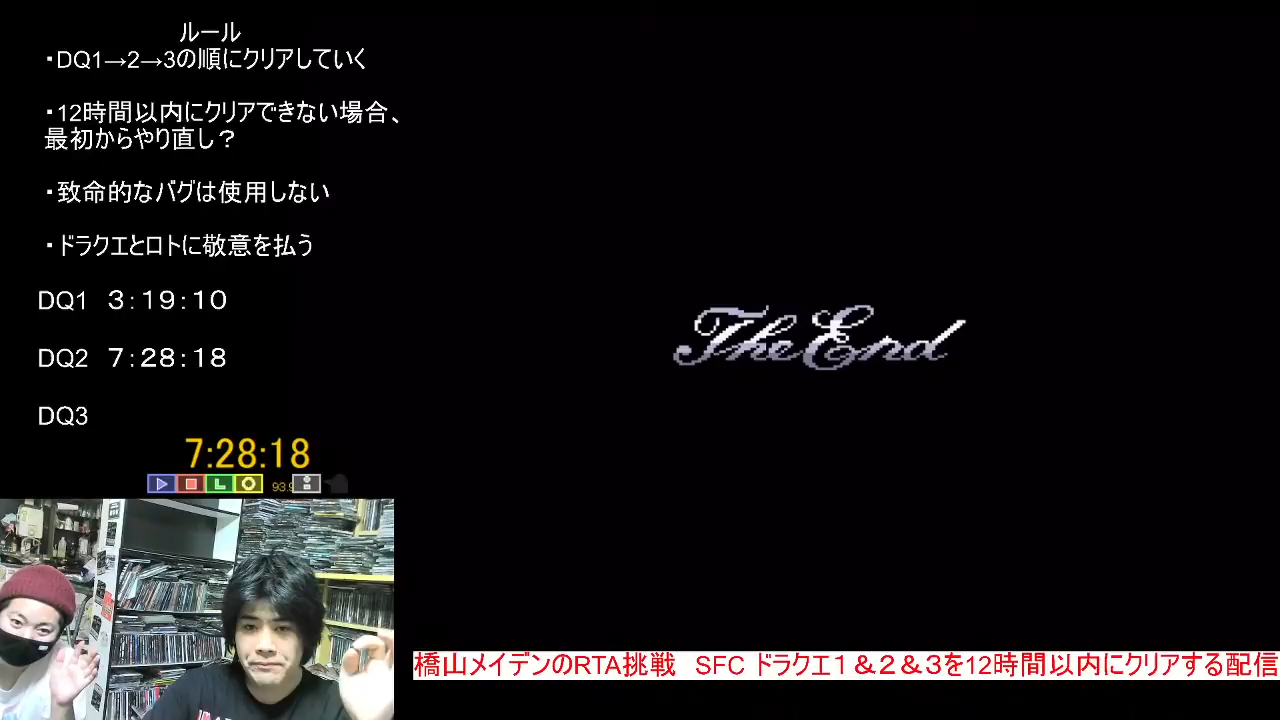 ルール
・DQ1→2→3の順にクリアしていく
・12時間以内にクリアできない場合、
最初からやり直し？
・致命的なバグは使用しない
・ドラクエとロトに敬意を払う
DQ1 3:19:10
DQ2 7:28:18
DQ3
7:28:18
93.9
The End
橋山メイデンのRTA挑戦 SFC ドラクエ１＆２＆３を12時間以内にクリアする配信